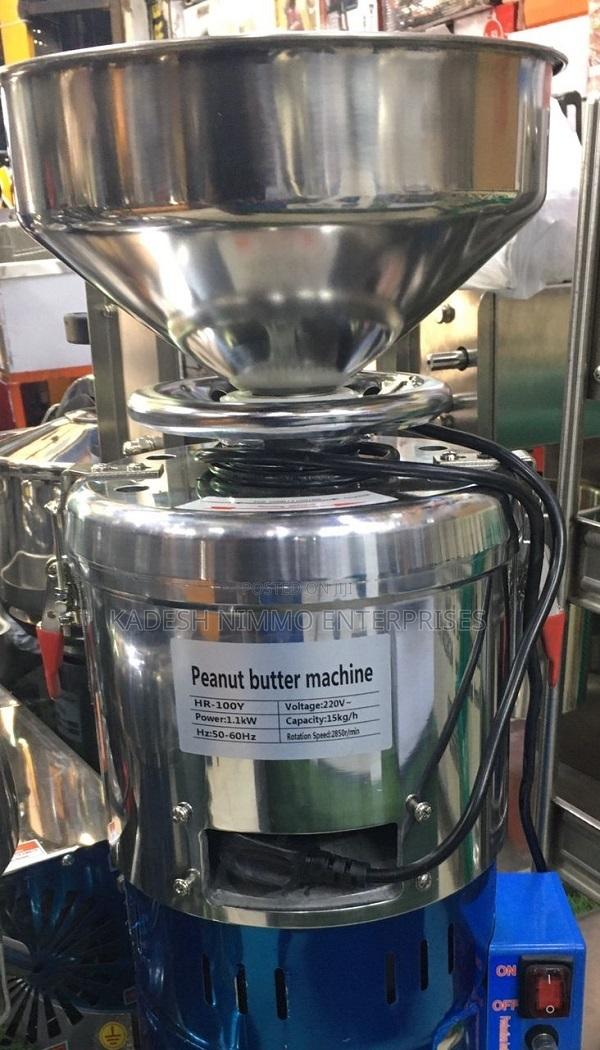 POSTED ON JIJI
KADESH NIMMO ENTERPRISES
Peanut butter machine
HR-100Y Voltage:220V~
Power:1.1kW Capacity:15kg/h
Hz:50-60Hz Rotation Speed:2850r/min
ON
OFF